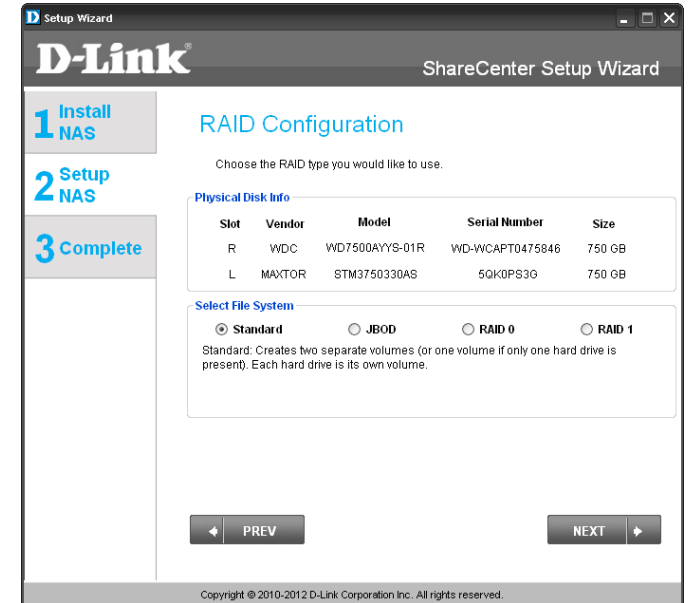 Setup Wizard
D-Link®
ShareCenter Setup Wizard
1 Install NAS
2 Setup NAS
3 Complete
RAID Configuration
Choose the RAID type you would like to use.
Physical Disk Info
Slot Vendor Model Serial Number Size
R WDC WD7500AYYS-01R WD-WCAPT0475846 750 GB
L MAXTOR STM3750330AS 5QK0PS3G 750 GB
Select File System
Standard JBOD RAID 0 RAID 1
Standard: Creates two separate volumes (or one volume if only one hard drive is
present). Each hard drive is its own volume.
PREV NEXT
Copyright © 2010-2012 D-Link Corporation Inc. All rights reserved.